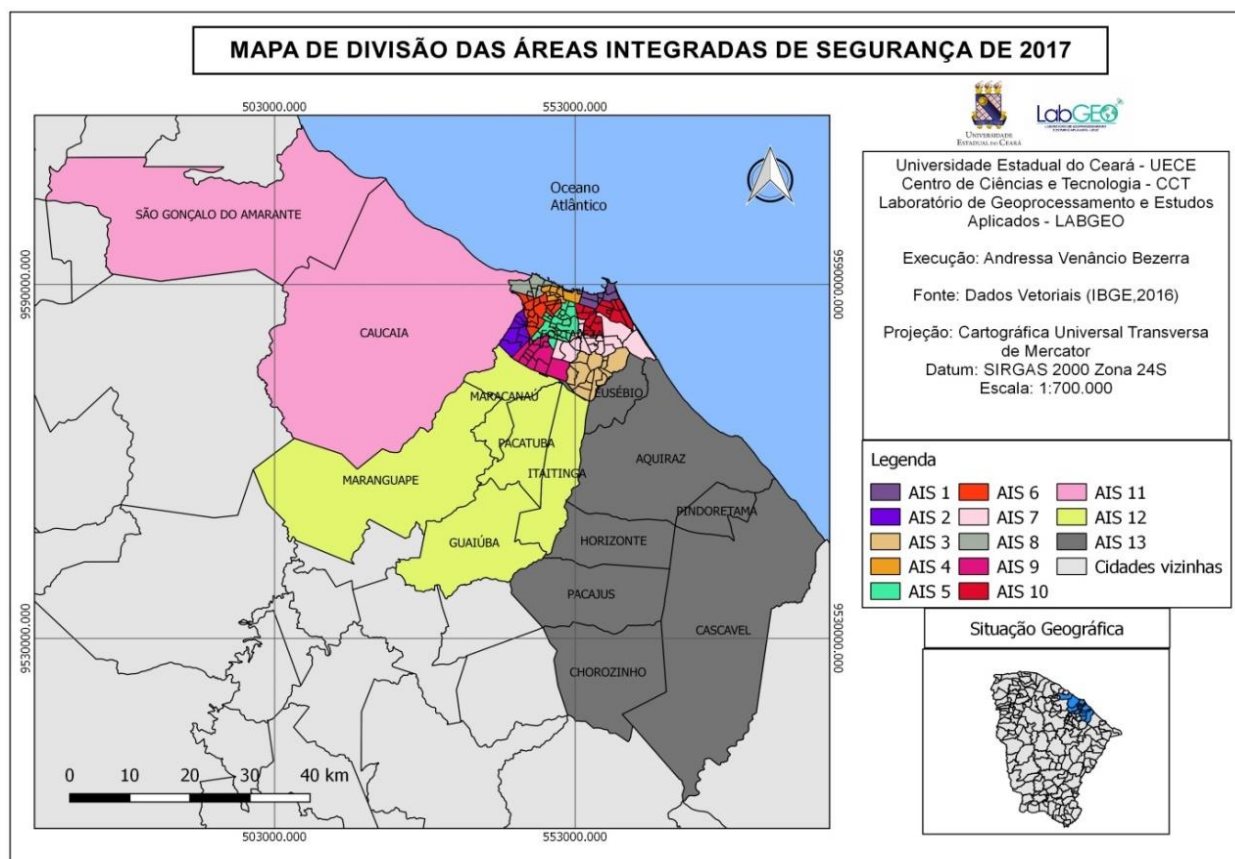 MAPA DE DIVISÃO DAS ÁREAS INTEGRADAS DE SEGURANÇA DE 2017
503000.000
553000.000
9590000.000
9590000.000
9530000.000
9530000.000
503000.000
553000.000
Oceano
Atlântico
SÃO GONÇALO DO AMARANTE
CAUCAIA
MARACANAÚ
EUSÉBIO
PACATUBA
AQUIRAZ
ITAITINGA
MARANGUAPE
PINDORETAMA
GUAIÚBA
HORIZONTE
PACAJUS
CASCAVEL
CHOROZINHO
0 10 20 30 40 km
UNIVERSIDADE
ESTADUAL DO CEARÁ
LabGEO
Universidade Estadual do Ceará - UECE
Centro de Ciências e Tecnologia - CCT
Laboratório de Geoprocessamento e Estudos
Aplicados - LABGEO
Execução: Andressa Venâncio Bezerra
Fonte: Dados Vetoriais (IBGE,2016)
Projeção: Cartográfica Universal Transversa
de Mercator
Datum: SIRGAS 2000 Zona 24S
Escala: 1:700.000
Legenda
AIS 1 AIS 6 AIS 11
AIS 2 AIS 7 AIS 12
AIS 3 AIS 8 AIS 13
AIS 4 AIS 9 Cidades vizinhas
AIS 5 AIS 10
Situação Geográfica